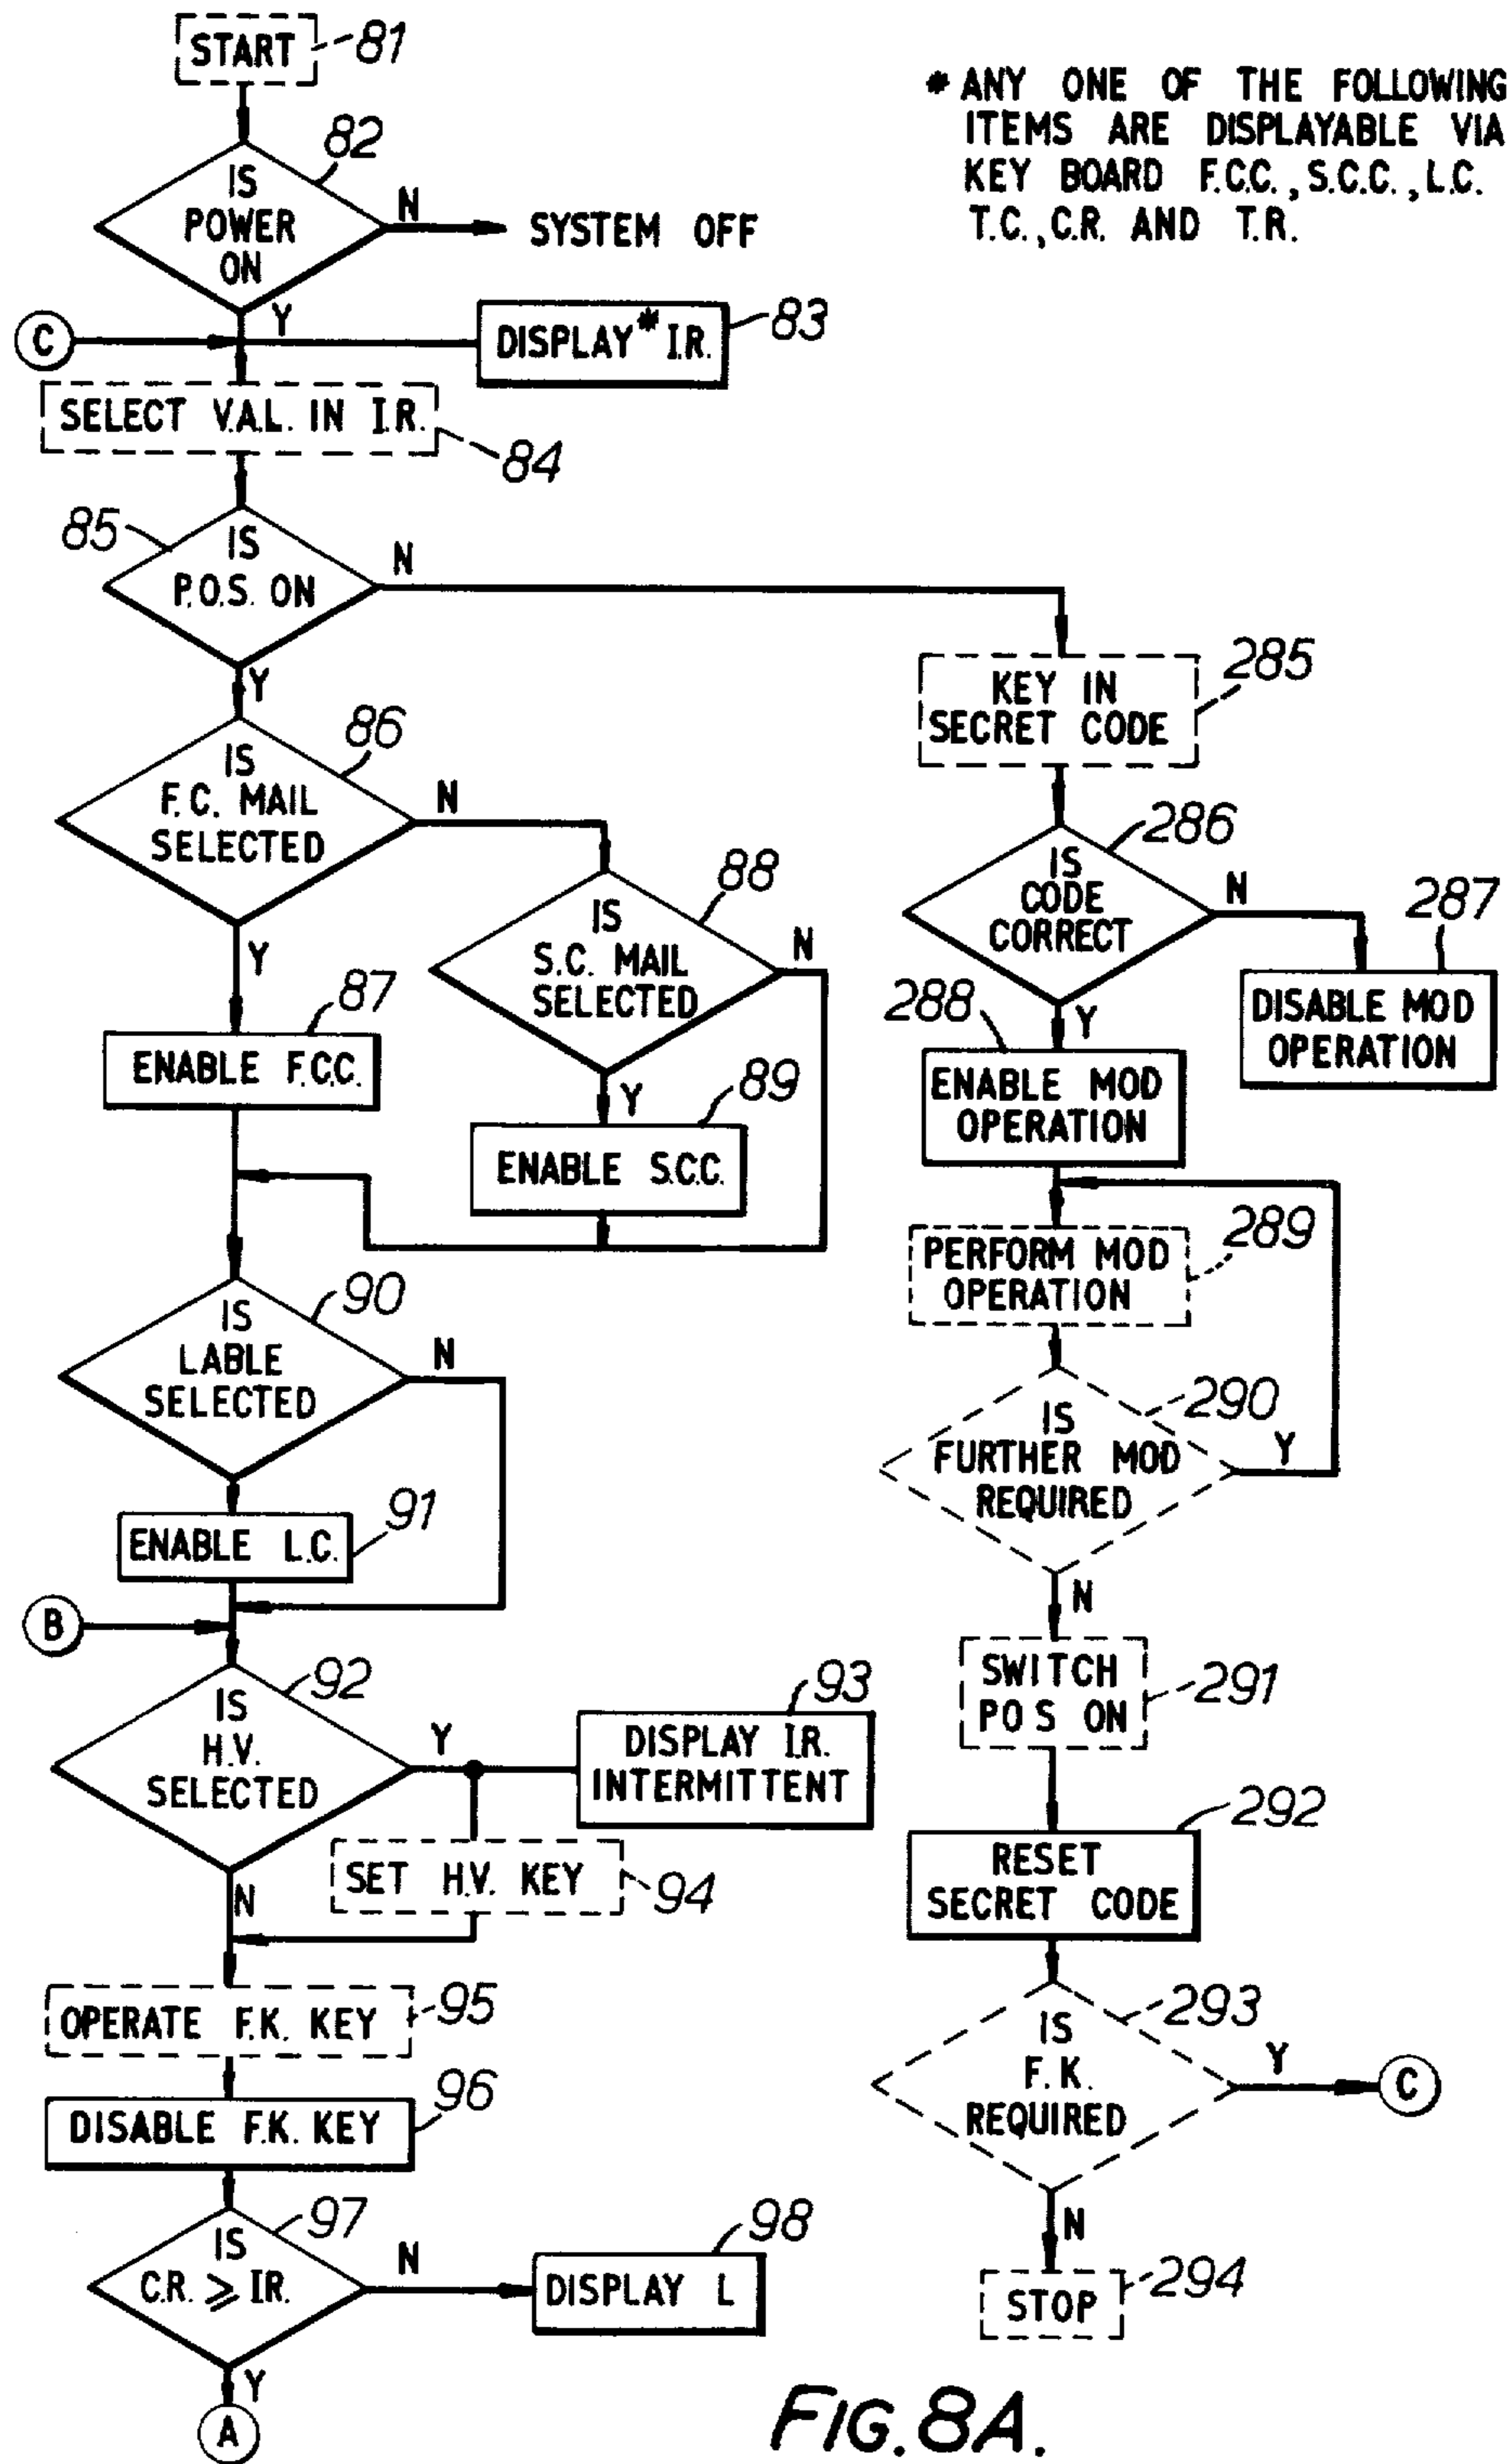 START
81
* ANY ONE OF THE FOLLOWING
ITEMS ARE DISPLAYABLE VIA
KEY BOARD F.C.C., S.C.C., L.C.
T.C., C.R. AND T.R.
82
IS
POWER
ON
N
SYSTEM OFF
Y
C
DISPLAY* I.R.
83
SELECT V.A.L. IN I.R.
84
85
IS
P.O.S. ON
N
Y
KEY IN
SECRET CODE
285
86
IS
F.C. MAIL
SELECTED
N
Y
88
IS
S.C. MAIL
SELECTED
N
Y
286
IS
CODE
CORRECT
N
Y
287
DISABLE MOD
OPERATION
87
ENABLE F.C.C.
288
ENABLE MOD
OPERATION
89
ENABLE S.C.C.
PERFORM MOD
OPERATION
289
90
IS
LABLE
SELECTED
N
290
IS
FURTHER MOD
REQUIRED
Y
N
ENABLE L.C.
91
B
92
IS
H.V.
SELECTED
Y
N
93
DISPLAY I.R.
INTERMITTENT
SWITCH
POS ON
291
SET H.V. KEY
94
292
RESET
SECRET CODE
OPERATE F.K. KEY
95
293
IS
F.K.
REQUIRED
Y
C
N
96
DISABLE F.K. KEY
97
IS
C.R. ⩾ I.R.
N
98
DISPLAY L
Y
A
STOP
294
FIG. 8A.